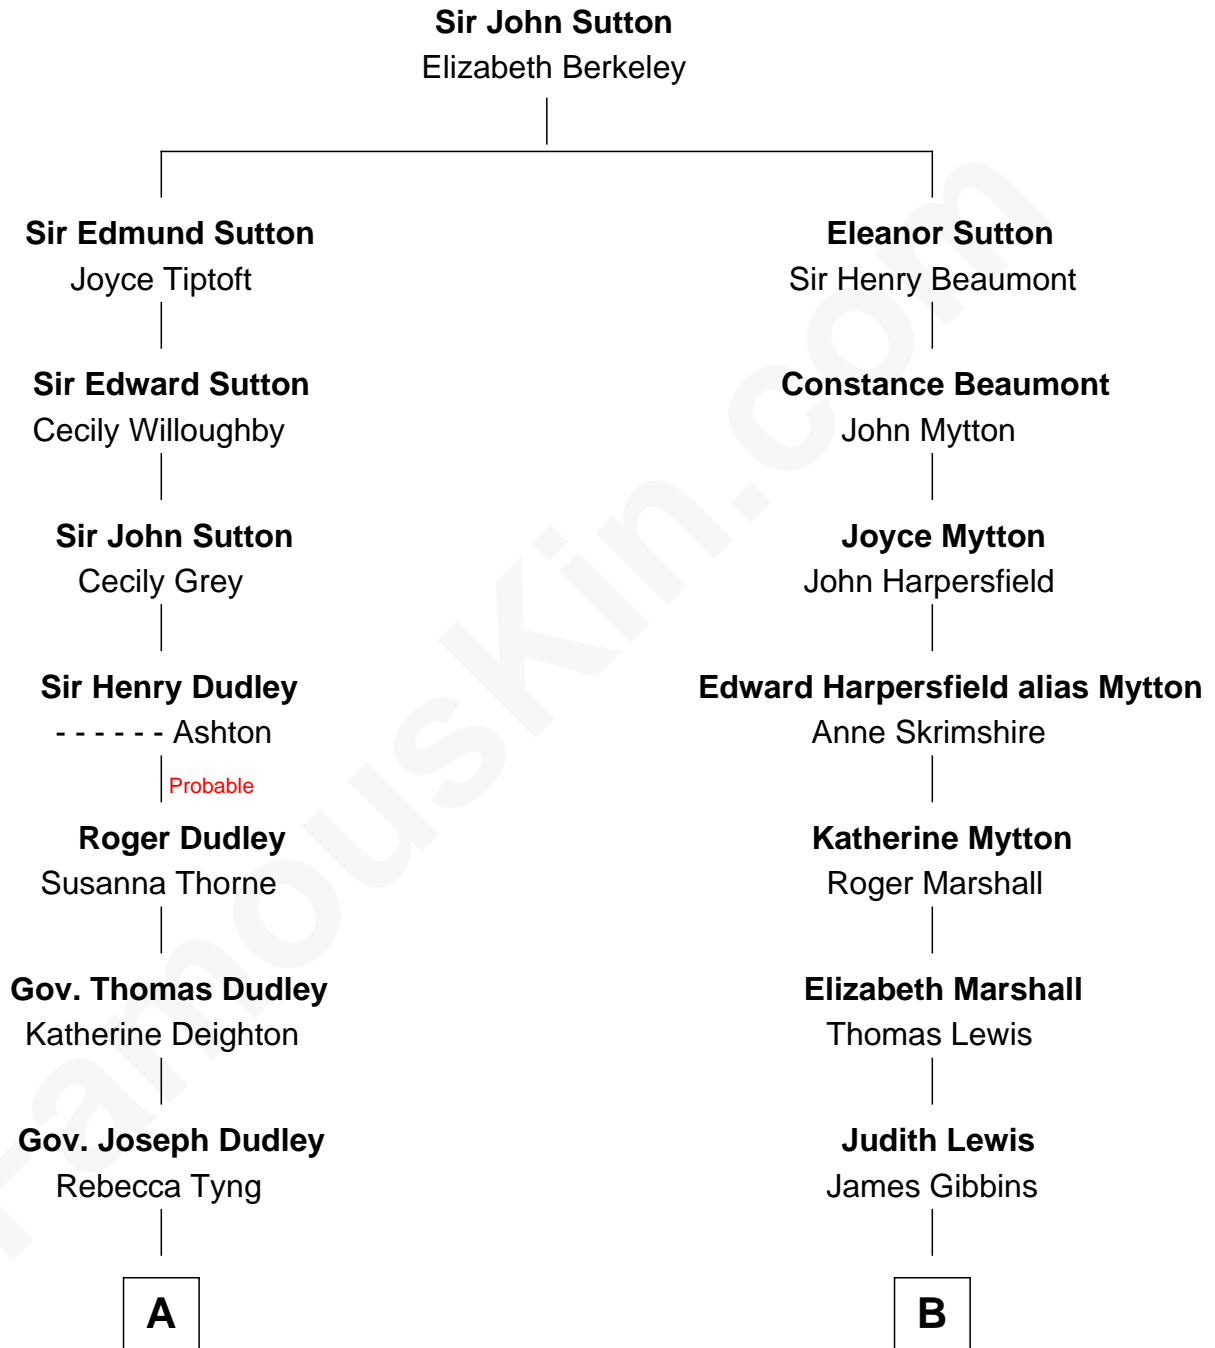 Sir John Sutton
Elizabeth Berkeley
Sir Edmund Sutton
Joyce Tiptoft
Eleanor Sutton
Sir Henry Beaumont
Sir Edward Sutton
Cecily Willoughby
Constance Beaumont
John Mytton
Sir John Sutton
Cecily Grey
Joyce Mytton
John Harpersfield
Sir Henry Dudley
- - - - - - Ashton
Probable
Edward Harpersfield alias Mytton
Anne Skrimshire
Roger Dudley
Susanna Thorne
Katherine Mytton
Roger Marshall
Gov. Thomas Dudley
Katherine Deighton
Elizabeth Marshall
Thomas Lewis
Gov. Joseph Dudley
Rebecca Tyng
Judith Lewis
James Gibbins
A
B
FamousKin.com